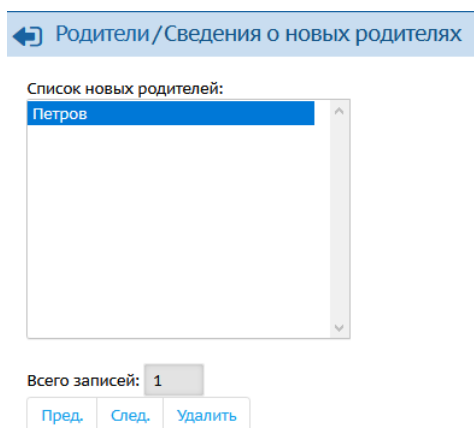 Родители/Сведения о новых родителях
Список новых родителей:
Петров
Всего записей: 1
Пред. След. Удалить